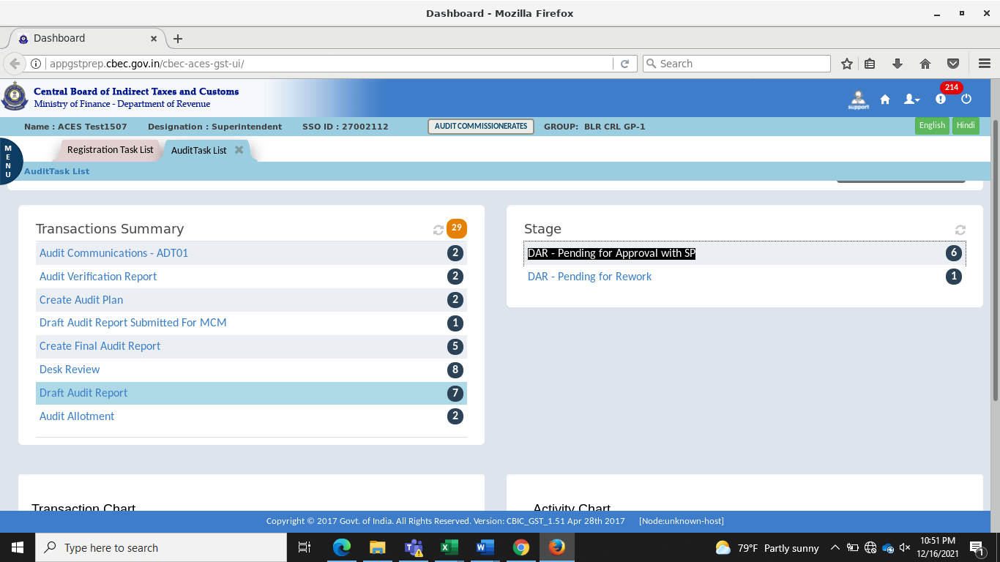 Dashboard - Mozilla Firefox
Dashboard
appgstprep.cbec.gov.in/cbec-aces-gst-ui/
Search
Central Board of Indirect Taxes and Customs
Ministry of Finance - Department of Revenue
support
214
Name : ACES Test1507 Designation : Superintendent SSO ID : 27002112 AUDIT COMMISSIONERATES GROUP: BLR CRL GP-1 English Hindi
MENU
Registration Task List AuditTask List
AuditTask List
Transactions Summary 29
Audit Communications - ADT01 2
Audit Verification Report 2
Create Audit Plan 2
Draft Audit Report Submitted For MCM 1
Create Final Audit Report 5
Desk Review 8
Draft Audit Report 7
Audit Allotment 2
Stage
DAR - Pending for Approval with SP 6
DAR - Pending for Rework 1
Transaction Chart
Activity Chart
Copyright © 2017 Govt. of India. All Rights Reserved. Version: CBIC_GST_1.51 Apr 28th 2017 [Node:unknown-host]
Type here to search
79°F Partly sunny
10:51 PM
12/16/2021
1